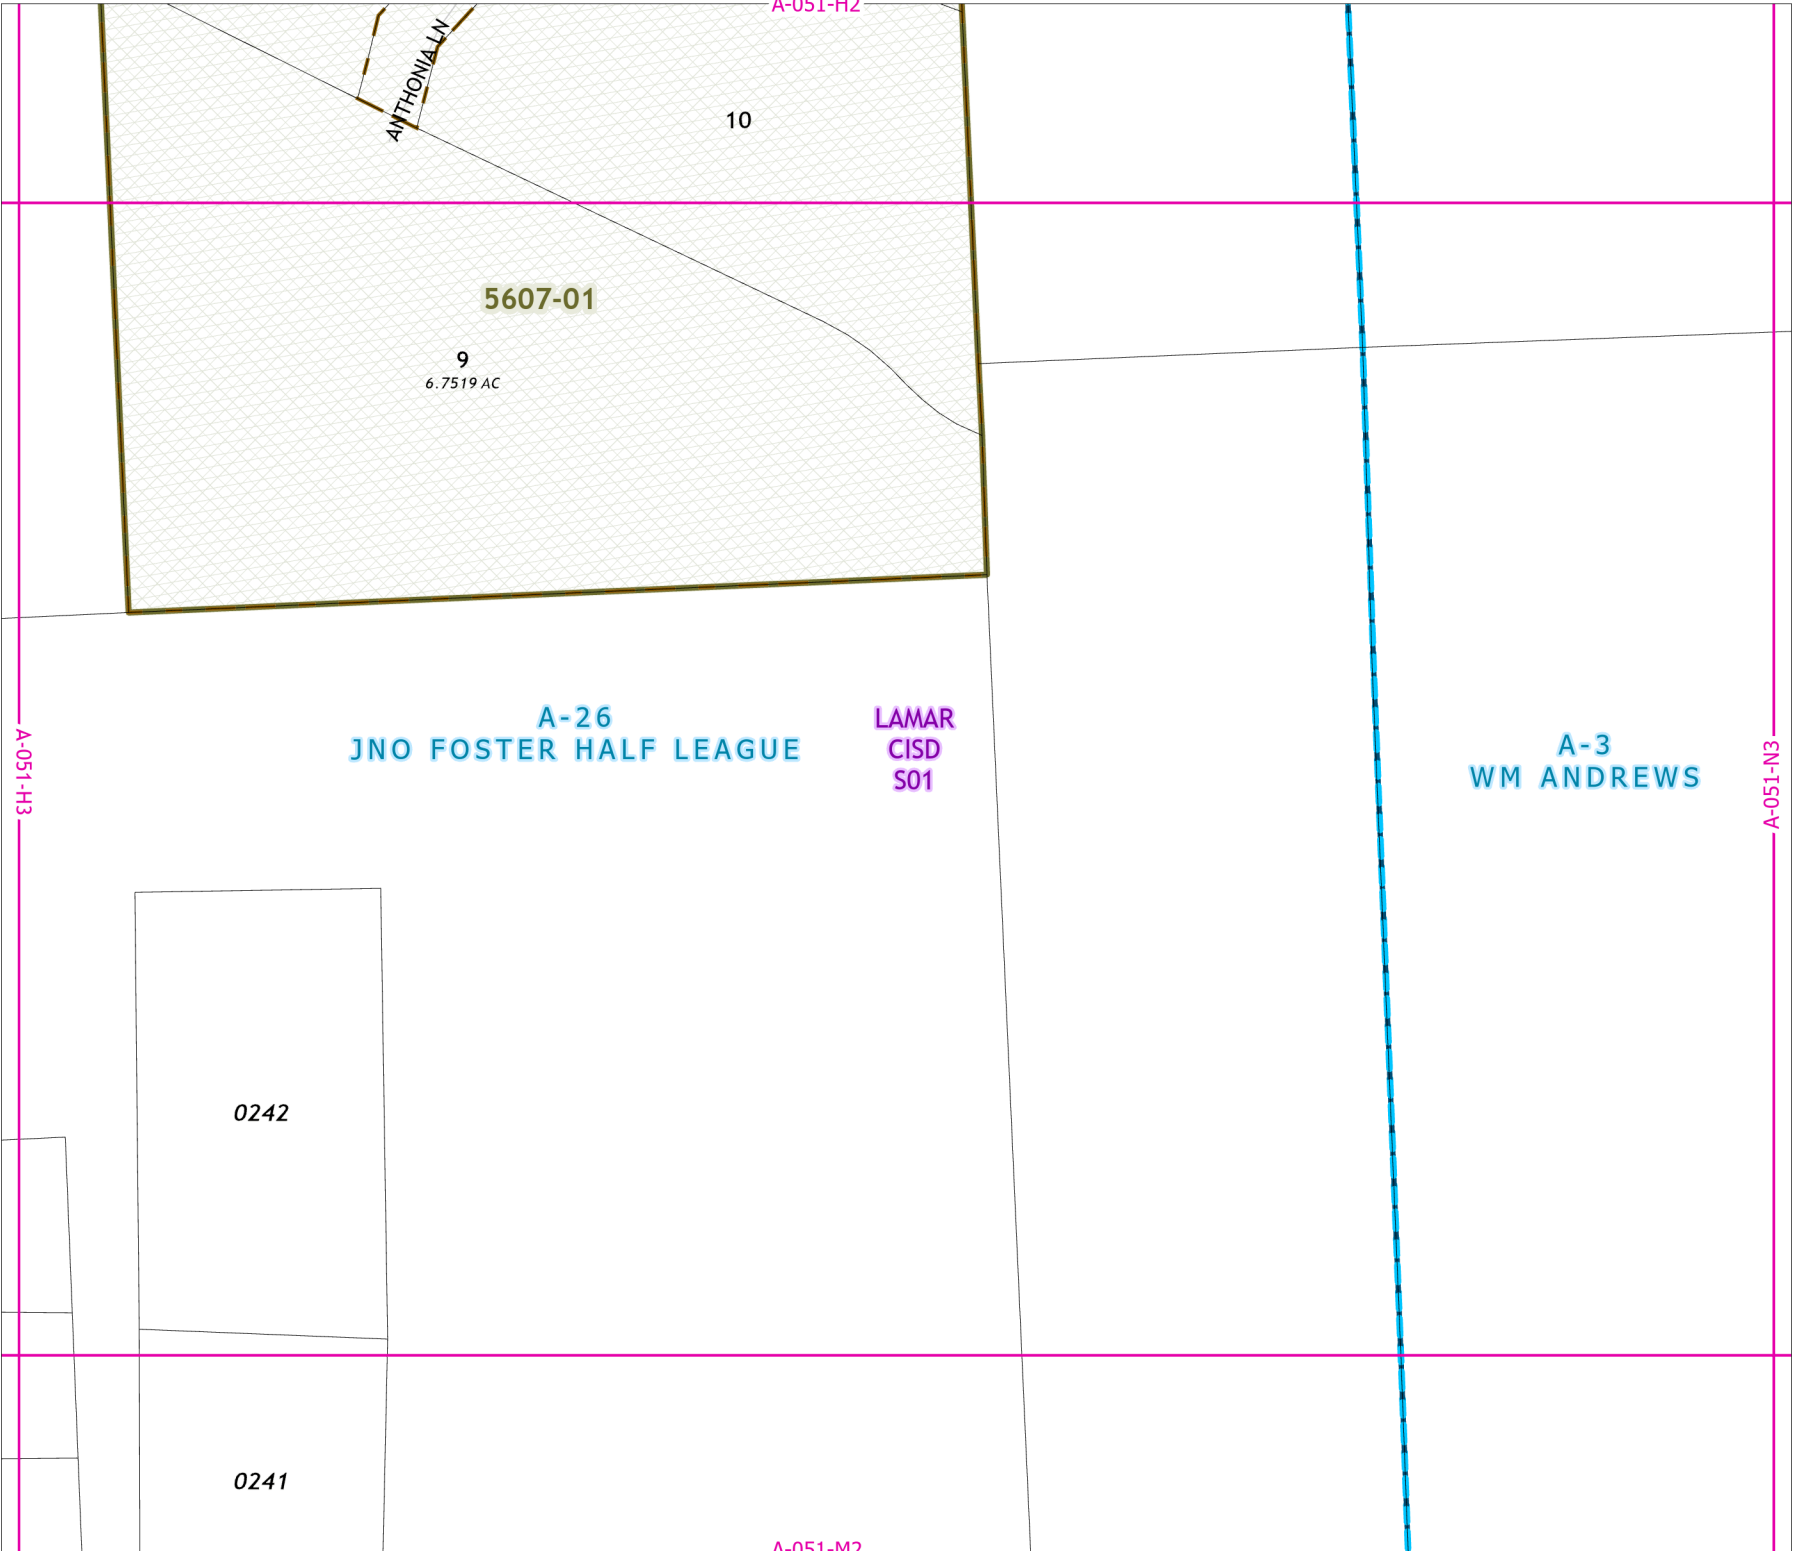 A-051-H2
ANTHONIA LN
10
5607-01
9
6.7519 AC
A-26
JNO FOSTER HALF LEAGUE
LAMAR
CISD
S01
A-3
WM ANDREWS
A-051-H3
A-051-N3
0242
0241
A-051-M2